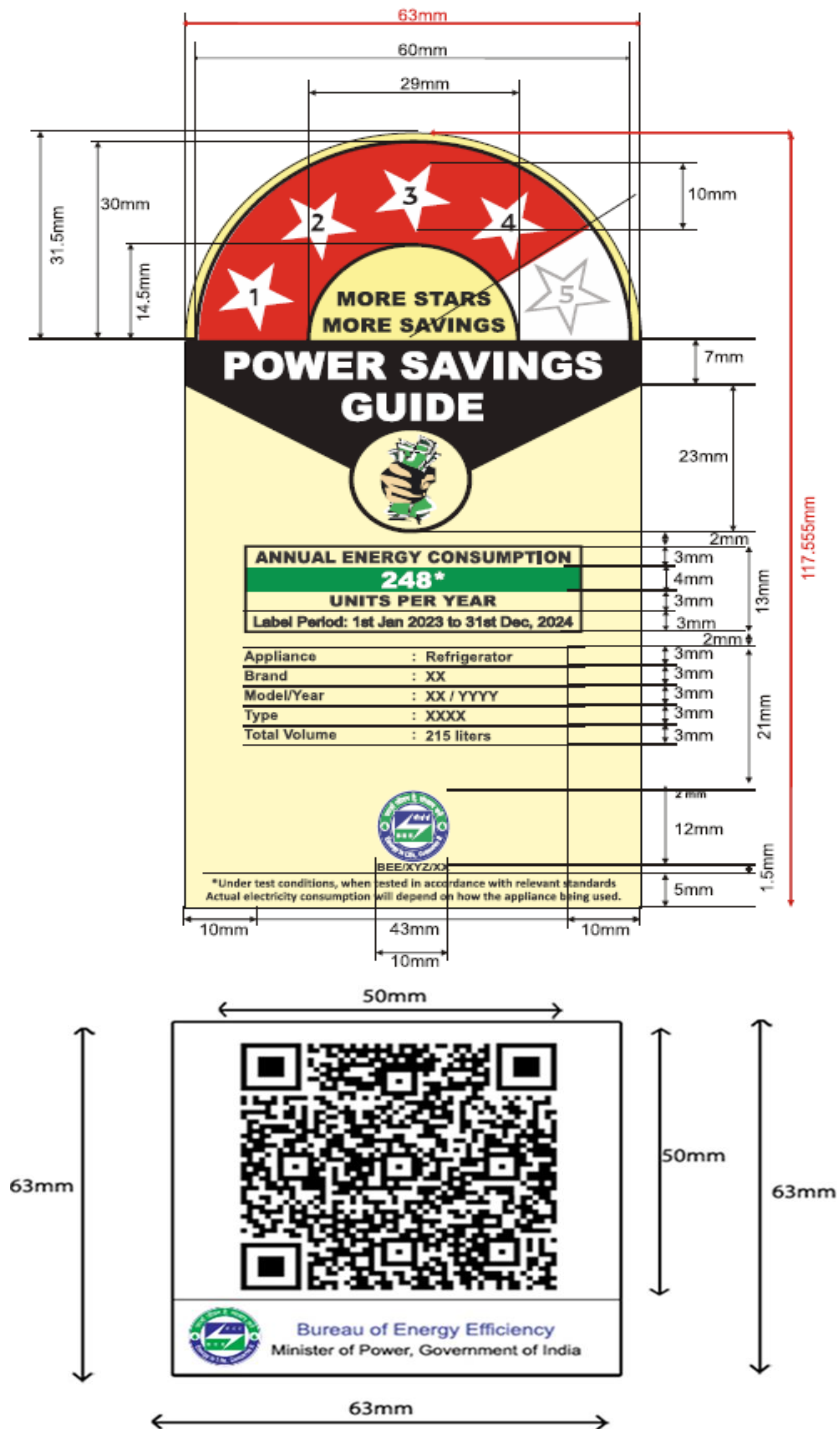 63mm
60mm
29mm
31.5mm
30mm
14.5mm
10mm
1
2
3
4
5
MORE STARS
MORE SAVINGS
POWER SAVINGS
GUIDE
7mm
23mm
117.555mm
2mm
ANNUAL ENERGY CONSUMPTION
3mm
248*
4mm
13mm
UNITS PER YEAR
3mm
Label Period: 1st Jan 2023 to 31st Dec, 2024
3mm
2mm
Appliance : Refrigerator
3mm
Brand : XX
3mm
Model/Year : XX / YYYY
3mm
Type : XXXX
3mm
Total Volume : 215 liters
3mm
21mm
2 mm
12mm
BEE/XYZ/XX
1.5mm
*Under test conditions, when tested in accordance with relevant standards
Actual electricity consumption will depend on how the appliance being used.
5mm
10mm
43mm
10mm
10mm
50mm
63mm
50mm
63mm
Bureau of Energy Efficiency
Minister of Power, Government of India
63mm